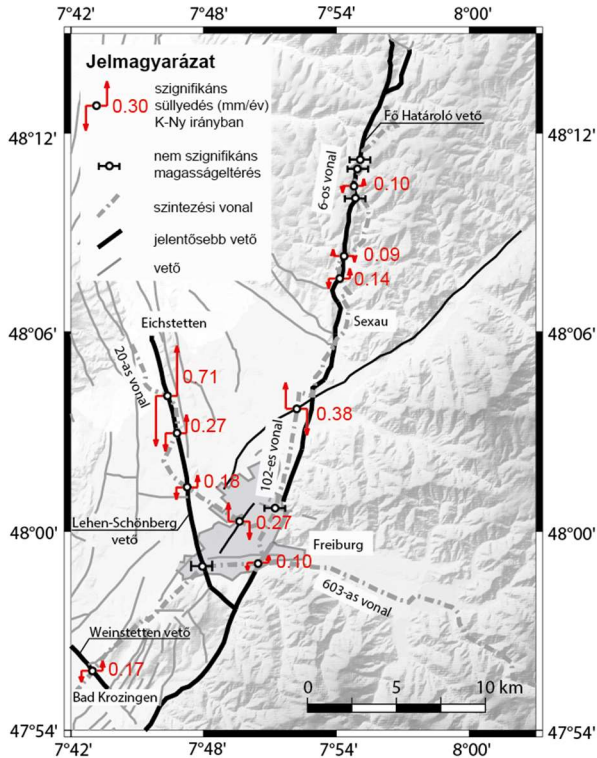 7°42' 7°48' 7°54' 8°00'
Jelmagyarázat
0.30
szignifikáns
süllyedés (mm/év)
K-Ny irányban
nem szignifikáns
magasságeltérés
szintezési vonal
jelentősebb vető
vető
48°12' 48°12'
Fő Határoló vető
6-os vonal
0.10
0.09
0.14
48°06' 48°06'
Sexau
Eichstetten
20-as vonal
0.71
0.27
0.38
102-es vonal
0.18
0.27
48°00' 48°00'
Lehen-Schönberg
vető
Freiburg
0.10
603-as vonal
Weinstetten vető
0.17
Bad Krozingen
0 5 10 km
47°54' 47°54'
7°42' 7°48' 7°54' 8°00'